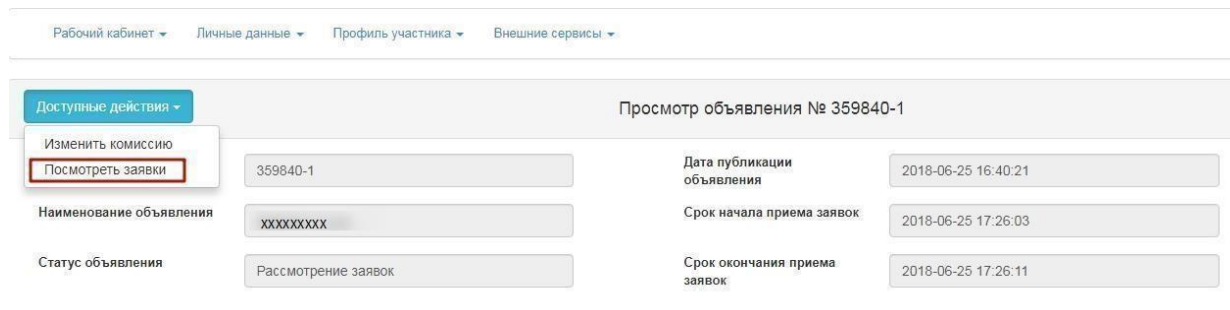 Рабочий кабинет Личные данные Профиль участника Внешние сервисы
Доступные действия Просмотр объявления № 359840-1
Изменить комиссию
Посмотреть заявки
359840-1
Дата публикации
объявления
2018-06-25 16:40:21
Наименование объявления
xxxxxxxxx
Срок начала приема заявок
2018-06-25 17:26:03
Статус объявления
Рассмотрение заявок
Срок окончания приема
заявок
2018-06-25 17:26:11